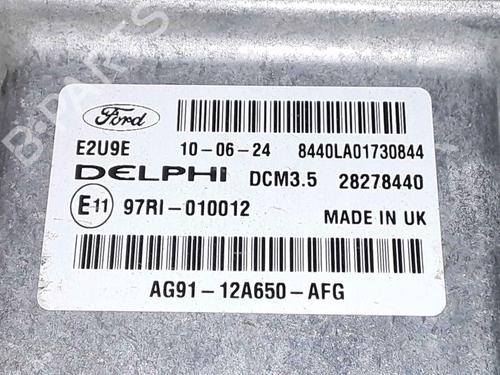 Ford
E2U9E 10-06-24 8440LA01730844
DELPHI DCM3.5 28278440
E11 97RI-010012 MADE IN UK
AG91-12A650-AFG
B-PARTS